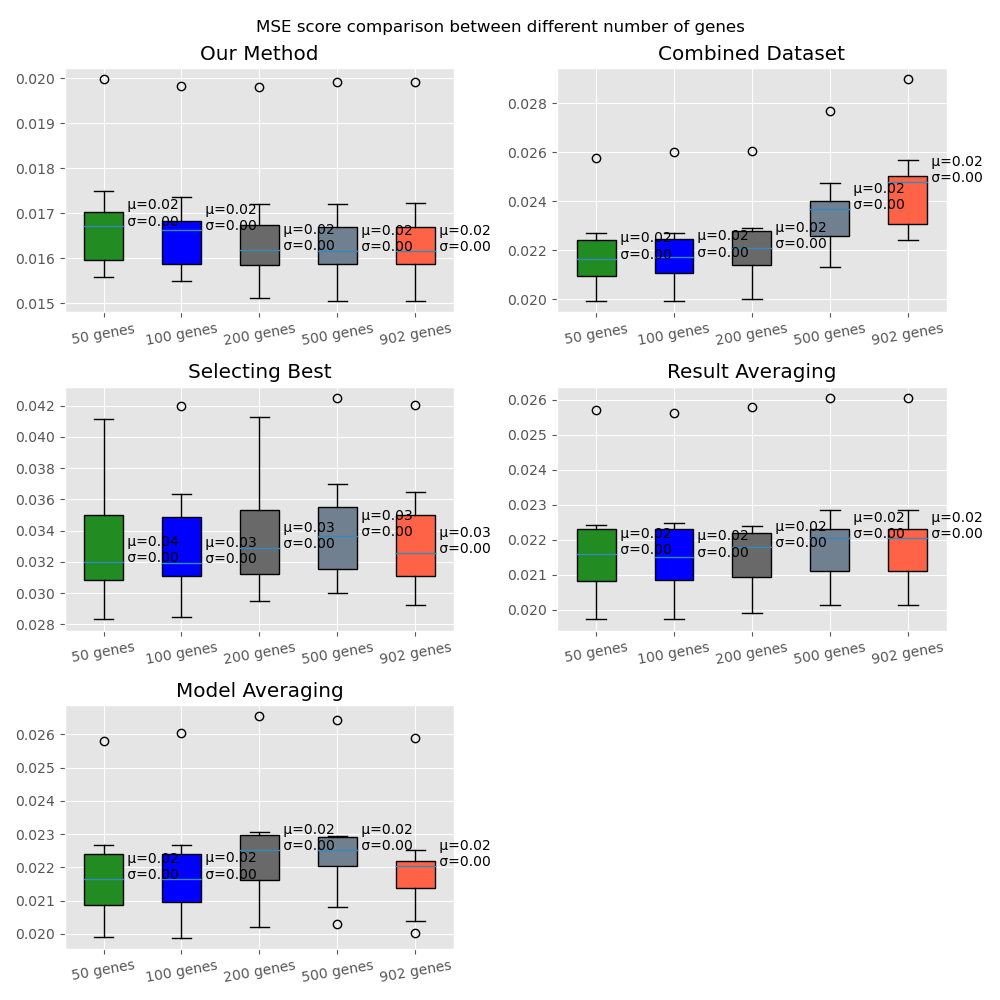 MSE score comparison between different number of genes
Our Method
0.020
0.019
0.018
0.017
0.016
0.015
μ=0.02
σ=0.00
μ=0.02
σ=0.00
μ=0.02
σ=0.00
μ=0.02
σ=0.00
μ=0.02
σ=0.00
50 genes
100 genes
200 genes
500 genes
902 genes
Combined Dataset
0.028
0.026
0.024
0.022
0.020
μ=0.02
σ=0.00
μ=0.02
σ=0.00
μ=0.02
σ=0.00
μ=0.02
σ=0.00
μ=0.02
σ=0.00
50 genes
100 genes
200 genes
500 genes
902 genes
Selecting Best
0.042
0.040
0.038
0.036
0.034
0.032
0.030
0.028
μ=0.04
σ=0.00
μ=0.03
σ=0.00
μ=0.03
σ=0.00
μ=0.03
σ=0.00
μ=0.03
σ=0.00
50 genes
100 genes
200 genes
500 genes
902 genes
Result Averaging
0.026
0.025
0.024
0.023
0.022
0.021
0.020
μ=0.02
σ=0.00
μ=0.02
σ=0.00
μ=0.02
σ=0.00
μ=0.02
σ=0.00
μ=0.02
σ=0.00
50 genes
100 genes
200 genes
500 genes
902 genes
Model Averaging
0.026
0.025
0.024
0.023
0.022
0.021
0.020
μ=0.02
σ=0.00
μ=0.02
σ=0.00
μ=0.02
σ=0.00
μ=0.02
σ=0.00
μ=0.02
σ=0.00
50 genes
100 genes
200 genes
500 genes
902 genes